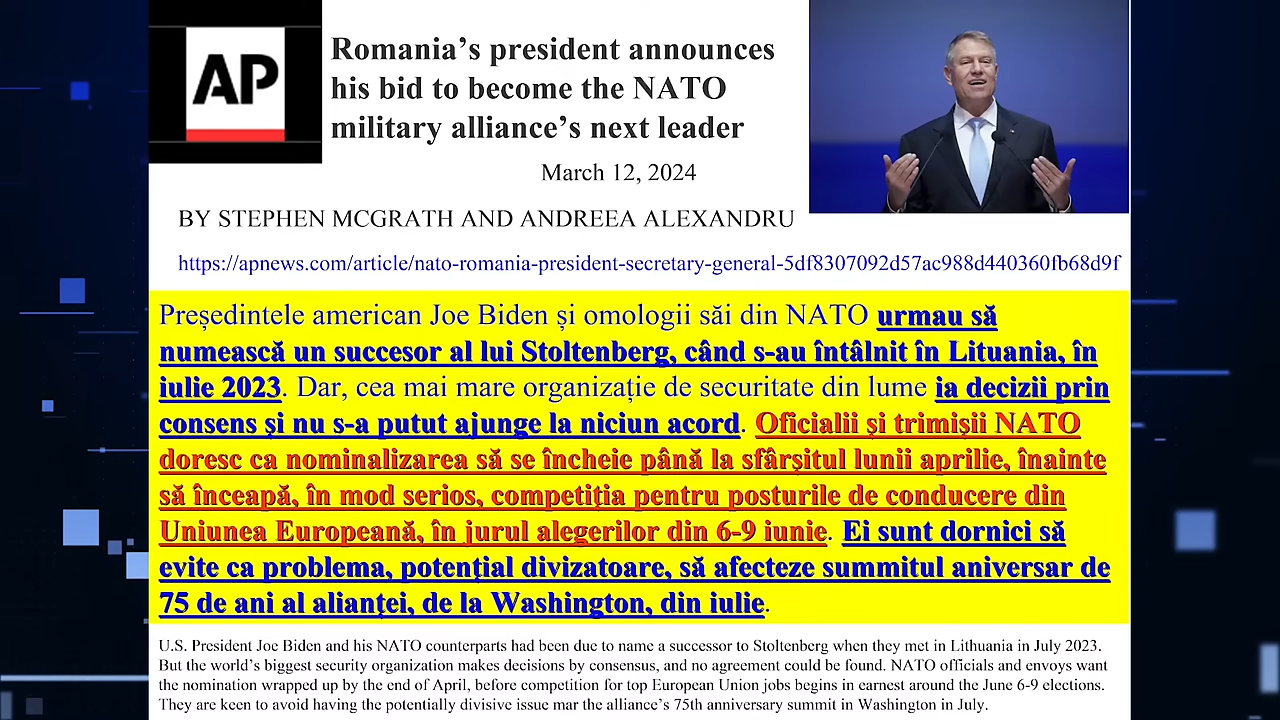 AP
Romania’s president announces
his bid to become the NATO
military alliance’s next leader
March 12, 2024
BY STEPHEN MCGRATH AND ANDREEA ALEXANDRU
https://apnews.com/article/nato-romania-president-secretary-general-5df8307092d57ac988d440360fb68d9f
Președintele american Joe Biden și omologii săi din NATO urmau să
numească un succesor al lui Stoltenberg, când s-au întâlnit în Lituania, în
iulie 2023. Dar, cea mai mare organizație de securitate din lume ia decizii prin
consens și nu s-a putut ajunge la niciun acord. Oficialii și trimișii NATO
doresc ca nominalizarea să se încheie până la sfârșitul lunii aprilie, înainte
să înceapă, în mod serios, competiția pentru posturile de conducere din
Uniunea Europeană, în jurul alegerilor din 6-9 iunie. Ei sunt dornici să
evite ca problema, potențial divizatoare, să afecteze summitul aniversar de
75 de ani al alianței, de la Washington, din iulie.
U.S. President Joe Biden and his NATO counterparts had been due to name a successor to Stoltenberg when they met in Lithuania in July 2023.
But the world’s biggest security organization makes decisions by consensus, and no agreement could be found. NATO officials and envoys want
the nomination wrapped up by the end of April, before competition for top European Union jobs begins in earnest around the June 6-9 elections.
They are keen to avoid having the potentially divisive issue mar the alliance’s 75th anniversary summit in Washington in July.